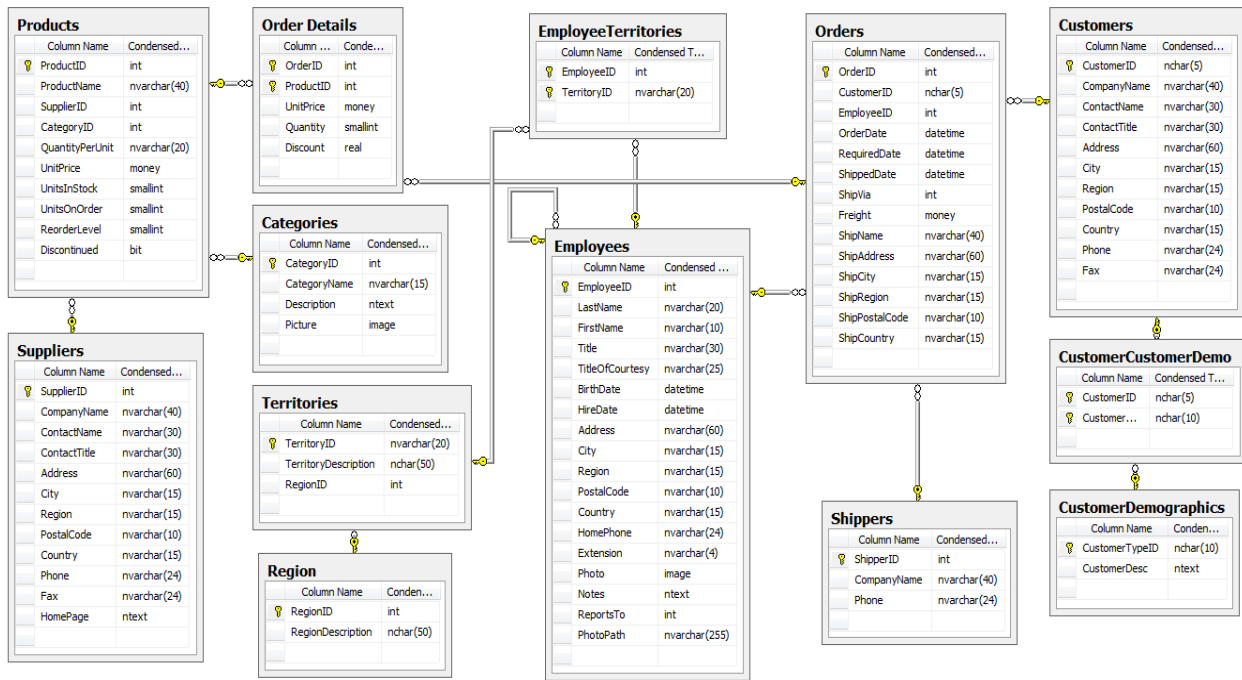 Products
Column Name Condensed...
ProductID int
ProductName nvarchar(40)
SupplierID int
CategoryID int
QuantityPerUnit nvarchar(20)
UnitPrice money
UnitsInStock smallint
UnitsOnOrder smallint
ReorderLevel smallint
Discontinued bit
Order Details
Column ... Conde...
OrderID int
ProductID int
UnitPrice money
Quantity smallint
Discount real
EmployeeTerritories
Column Name Condensed T...
EmployeeID int
TerritoryID nvarchar(20)
Orders
Column Name Condensed...
OrderID int
CustomerID nchar(5)
EmployeeID int
OrderDate datetime
RequiredDate datetime
ShippedDate datetime
ShipVia int
Freight money
ShipName nvarchar(40)
ShipAddress nvarchar(60)
ShipCity nvarchar(15)
ShipRegion nvarchar(15)
ShipPostalCode nvarchar(10)
ShipCountry nvarchar(15)
Customers
Column Name Condensed...
CustomerID nchar(5)
CompanyName nvarchar(40)
ContactName nvarchar(30)
ContactTitle nvarchar(30)
Address nvarchar(60)
City nvarchar(15)
Region nvarchar(15)
PostalCode nvarchar(10)
Country nvarchar(15)
Phone nvarchar(24)
Fax nvarchar(24)
Categories
Column Name Condensed...
CategoryID int
CategoryName nvarchar(15)
Description ntext
Picture image
Employees
Column Name Condensed ...
EmployeeID int
LastName nvarchar(20)
FirstName nvarchar(10)
Title nvarchar(30)
TitleOfCourtesy nvarchar(25)
BirthDate datetime
HireDate datetime
Address nvarchar(60)
City nvarchar(15)
Region nvarchar(15)
PostalCode nvarchar(10)
Country nvarchar(15)
HomePhone nvarchar(24)
Extension nvarchar(4)
Photo image
Notes ntext
ReportsTo int
PhotoPath nvarchar(255)
Suppliers
Column Name Condensed...
SupplierID int
CompanyName nvarchar(40)
ContactName nvarchar(30)
ContactTitle nvarchar(30)
Address nvarchar(60)
City nvarchar(15)
Region nvarchar(15)
PostalCode nvarchar(10)
Country nvarchar(15)
Phone nvarchar(24)
Fax nvarchar(24)
HomePage ntext
Territories
Column Name Condensed...
TerritoryID nvarchar(20)
TerritoryDescription nchar(50)
RegionID int
CustomerCustomerDemo
Column Name Condensed T...
CustomerID nchar(5)
Customer... nchar(10)
Region
Column Name Conden...
RegionID int
RegionDescription nchar(50)
Shippers
Column Name Condensed...
ShipperID int
CompanyName nvarchar(40)
Phone nvarchar(24)
CustomerDemographics
Column Name Conden...
CustomerTypeID nchar(10)
CustomerDesc ntext